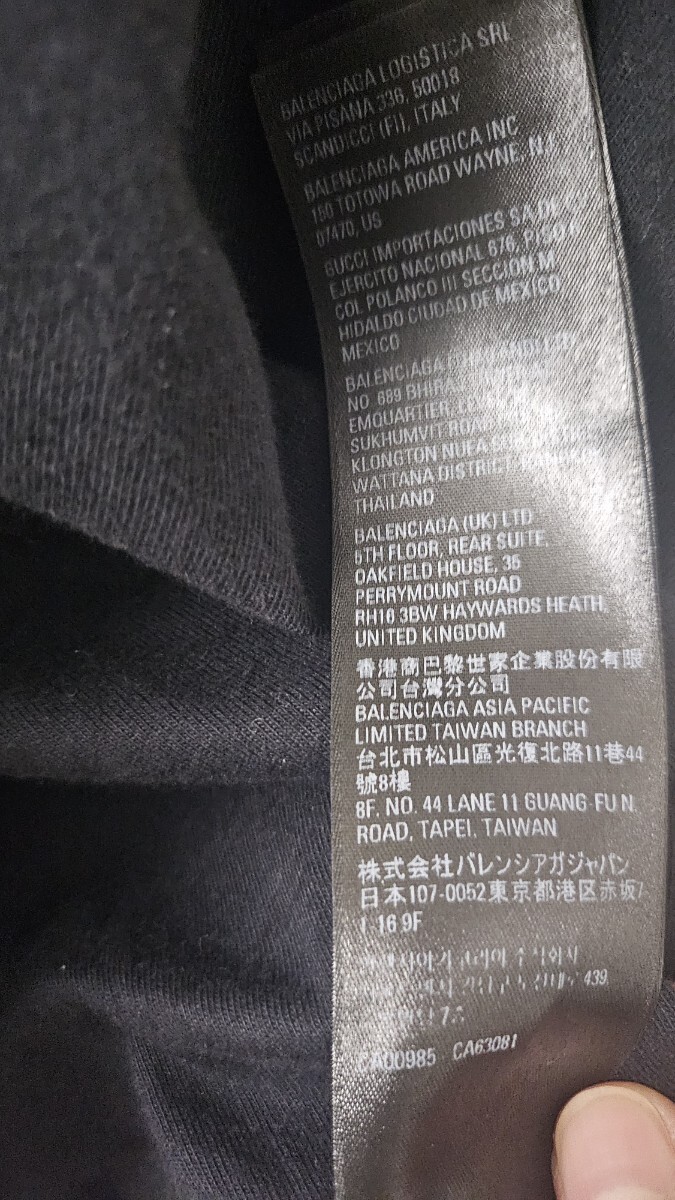 BALENCIAGA LOGISTICA SRL
VIA PISANA 336, 50018
SCANDICCI (FI), ITALY
BALENCIAGA AMERICA INC
150 TOTOWA ROAD WAYNE,
07470, US
GUCCI IMPORTACIONES SA DE
EJERCITO NACIONAL 676,
COL POLANCO III SECCION M
HIDALGO CIUDAD DE MEXICO
MEXICO
BALENCIAGA
NO 689
EMQUARTIER,
SUKHUMVIT ROAD
KLONGTON NUEA
WATTANA DISTRICT
THAILAND
BALENCIAGA (UK) LTD
5TH FLOOR, REAR SUITE,
OAKFIELD HOUSE, 35
PERRYMOUNT ROAD
RH16 3BW HAYWARDS HEATH,
UNITED KINGDOM
香港商巴黎世家企業股份有限
公司台灣分公司
BALENCIAGA ASIA PACIFIC
LIMITED TAIWAN BRANCH
台北市松山區光復北路11巷44
號8樓
8F, NO. 44 LANE 11 GUANG-FU N.
ROAD, TAPEI, TAIWAN
株式会社バレンシアガジャパン
日本107-0052東京都港区赤坂7
1 16 9F
주식회사
439,
CA00985 CA63081